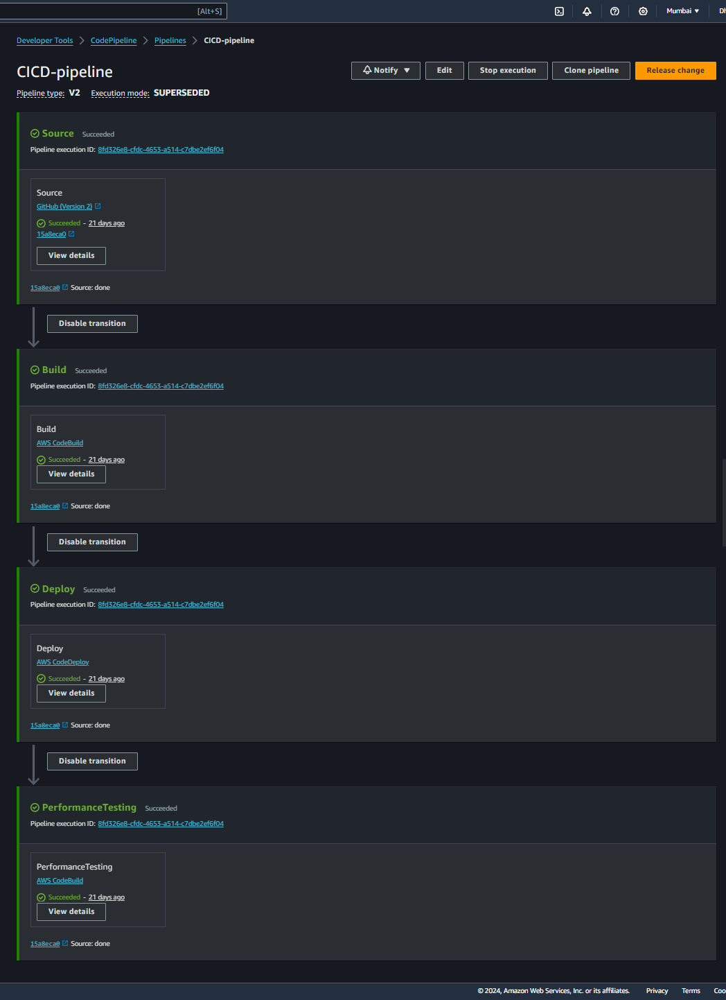 [Alt+S]
Mumbai ▼
Developer Tools > CodePipeline > Pipelines > CICD-pipeline
CICD-pipeline
Notify ▼
Edit
Stop execution
Clone pipeline
Release change
Pipeline type: V2 Execution mode: SUPERSEDED
Source Succeeded
Pipeline execution ID: 8fd326e8-cfdc-4653-a514-c7dbe2ef6f04
Source
GitHub (Version 2)
Succeeded - 21 days ago
15a8eca0
View details
15a8eca0 Source: done
Disable transition
Build Succeeded
Pipeline execution ID: 8fd326e8-cfdc-4653-a514-c7dbe2ef6f04
Build
AWS CodeBuild
Succeeded - 21 days ago
View details
15a8eca0 Source: done
Disable transition
Deploy Succeeded
Pipeline execution ID: 8fd326e8-cfdc-4653-a514-c7dbe2ef6f04
Deploy
AWS CodeDeploy
Succeeded - 21 days ago
View details
15a8eca0 Source: done
Disable transition
PerformanceTesting Succeeded
Pipeline execution ID: 8fd326e8-cfdc-4653-a514-c7dbe2ef6f04
PerformanceTesting
AWS CodeBuild
Succeeded - 21 days ago
View details
15a8eca0 Source: done
© 2024, Amazon Web Services, Inc. or its affiliates.
Privacy
Terms